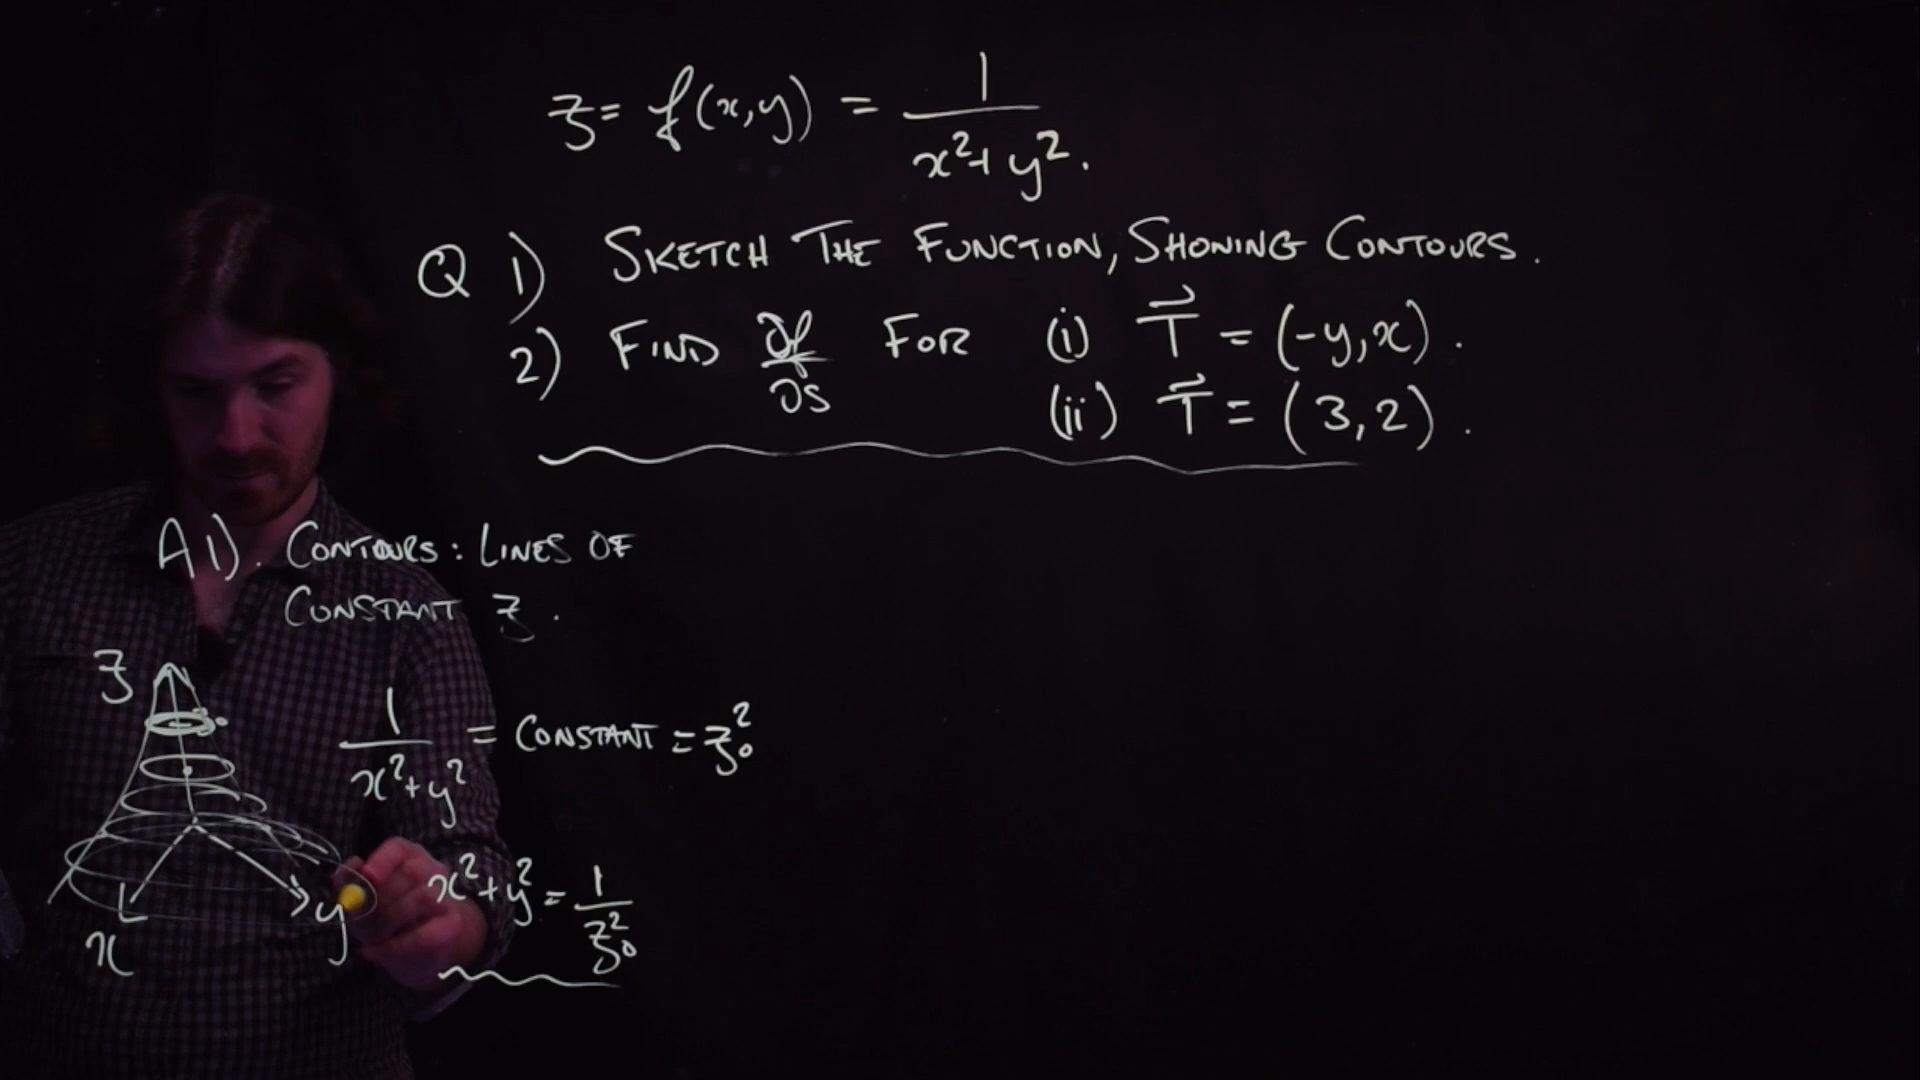 z = f(x,y) = 1/(x²+y²).
Q 1) SKETCH THE FUNCTION, SHOWING CONTOURS.
2) FIND ∂f/∂s FOR (i) T⃗ = (-y,x).
(ii) T⃗ = (3,2).
A1). CONTOURS: LINES OF
CONSTANT z.
z
1/(x²+y²) = CONSTANT = z₀²
x²+y² = 1/z₀²
y
x